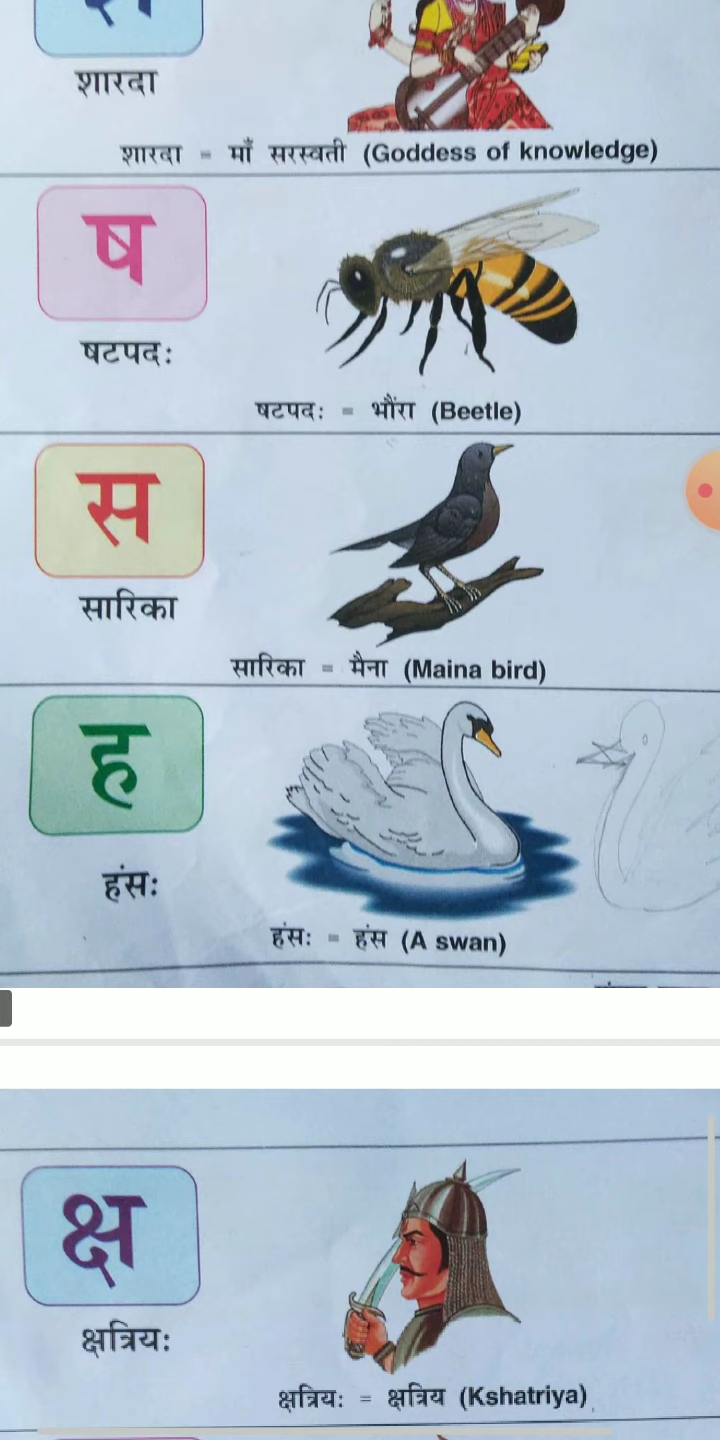 शारदा
शारदा = माँ सरस्वती (Goddess of knowledge)
ष
षटपदः
षटपदः = भौंरा (Beetle)
स
सारिका
सारिका = मैना (Maina bird)
ह
हंसः
हंसः = हंस (A swan)
क्ष
क्षत्रियः
क्षत्रियः = क्षत्रिय (Kshatriya)